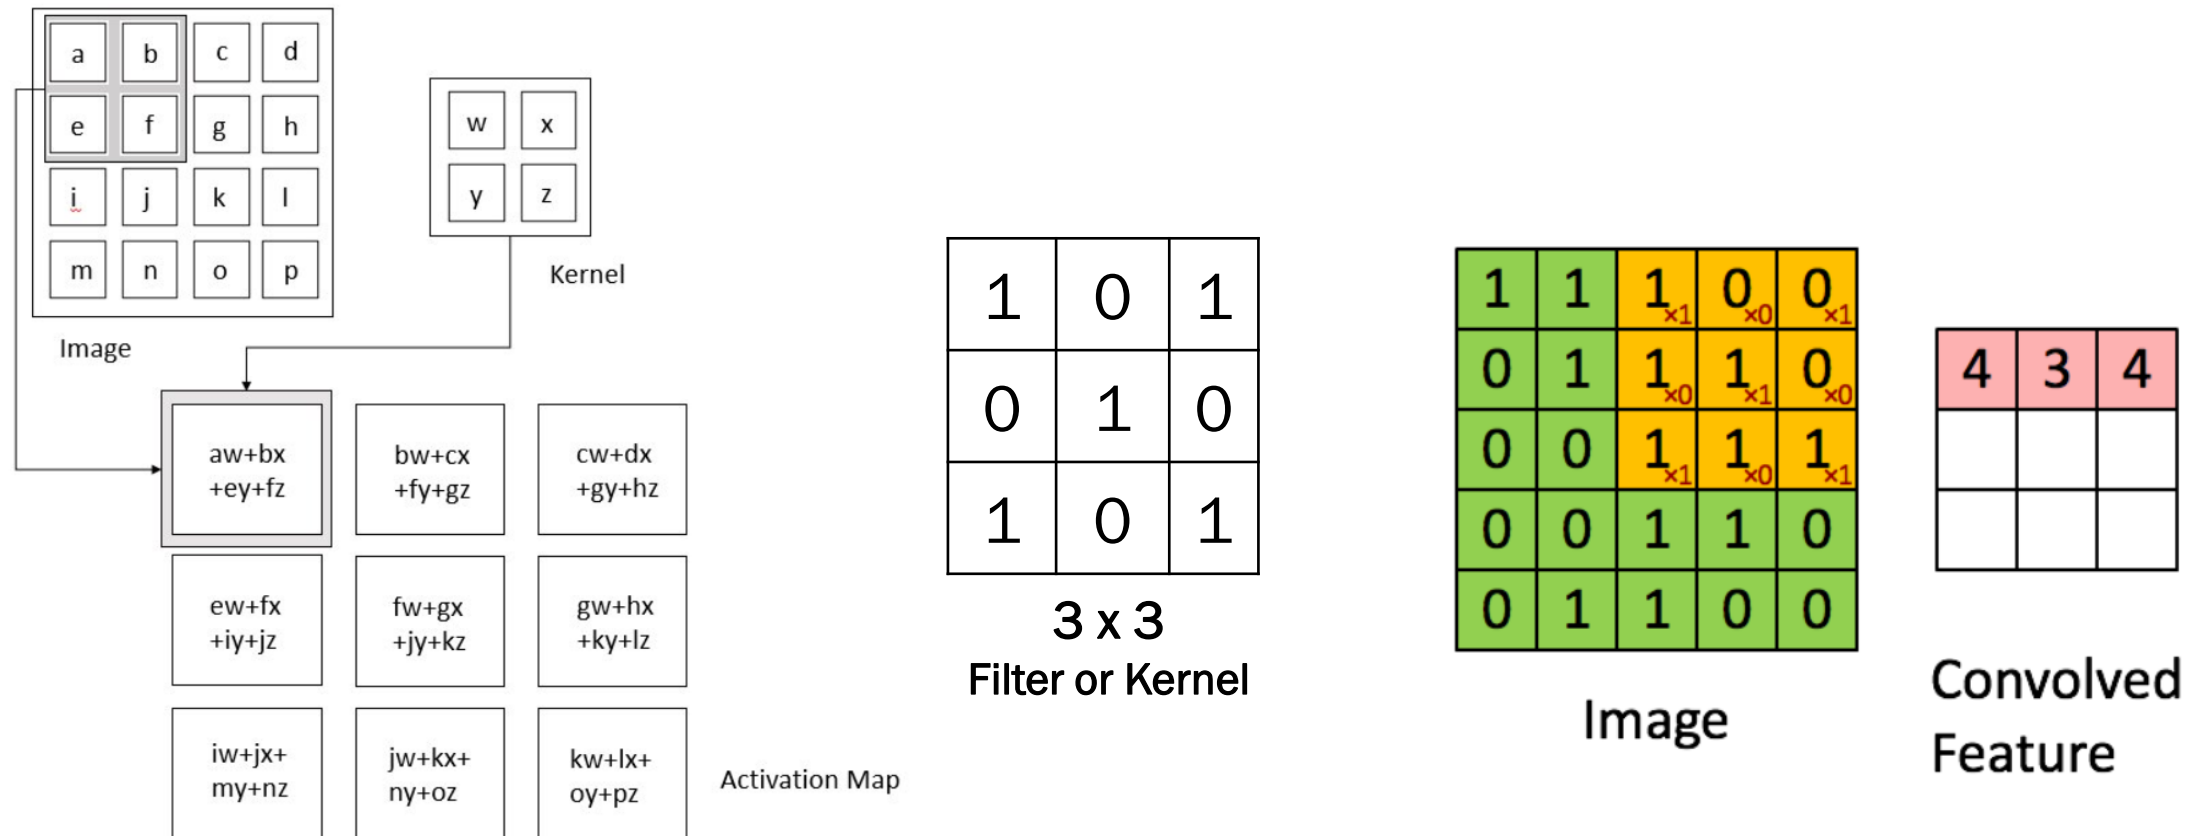 a b c d
e f g h
i j k l
m n o p
Image
w x
y z
Kernel
aw+bx
+ey+fz
bw+cx
+fy+gz
cw+dx
+gy+hz
ew+fx
+iy+jz
fw+gx
+jy+kz
gw+hx
+ky+lz
iw+jx+
my+nz
jw+kx+
ny+oz
kw+lx+
oy+pz
Activation Map
1 0 1
0 1 0
1 0 1
3 x 3
Filter or Kernel
1 1 1×1 0×0 0×1
0 1 1×0 1×1 0×0
0 0 1×1 1×0 1×1
0 0 1 1 0
0 1 1 0 0
Image
4 3 4
Convolved
Feature